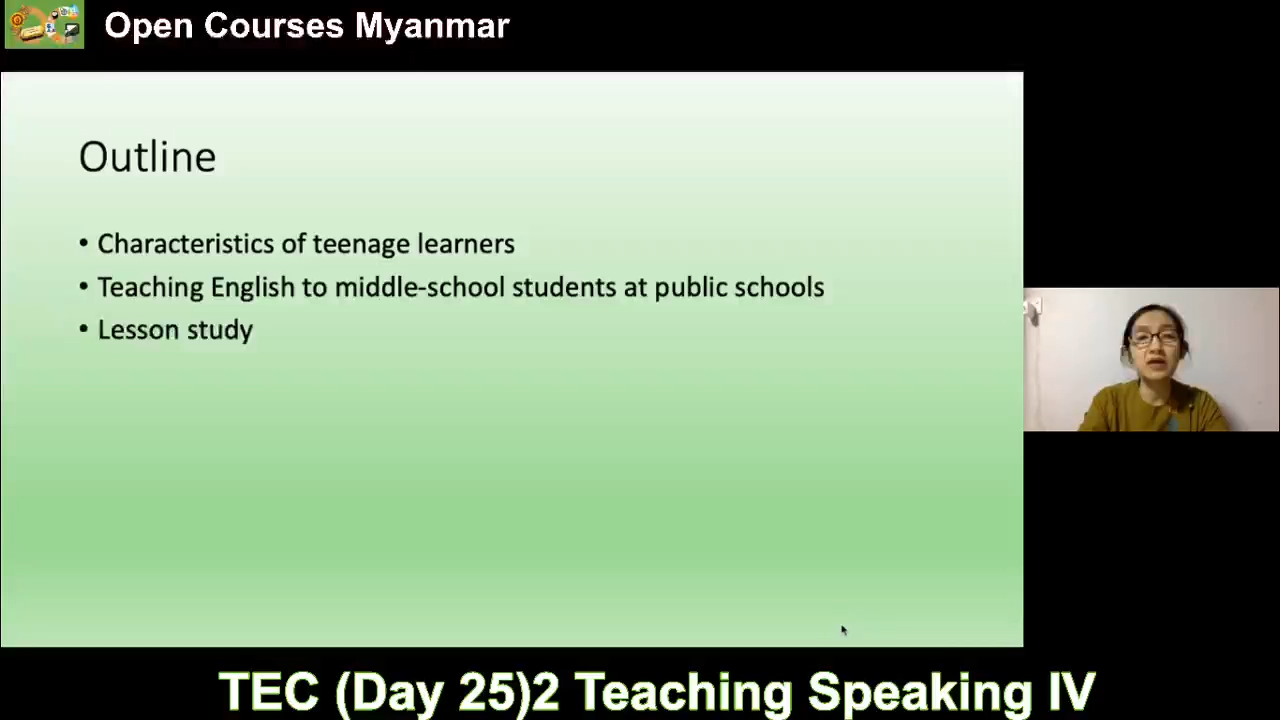 Open Courses Myanmar
Outline
• Characteristics of teenage learners
• Teaching English to middle-school students at public schools
• Lesson study
TEC (Day 25)2 Teaching Speaking IV